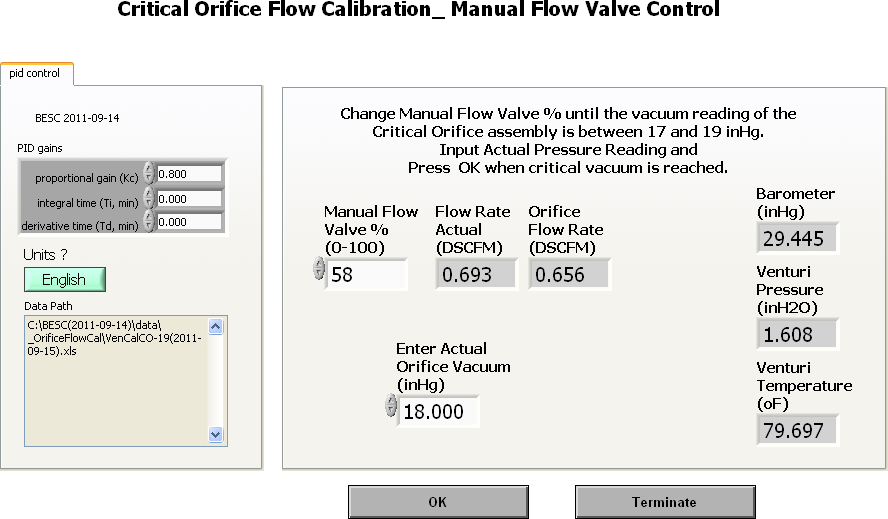 Critical Orifice Flow Calibration_ Manual Flow Valve Control
pid control
BESC 2011-09-14
PID gains
proportional gain (Kc) 0.800
integral time (Ti, min) 0.000
derivative time (Td, min) 0.000
Units ?
English
Data Path
C:\BESC(2011-09-14)\data\
_OrificeFlowCal\VenCalCO-19(2011-
09-15).xls
Change Manual Flow Valve % until the vacuum reading of the
Critical Orifice assembly is between 17 and 19 inHg.
Input Actual Pressure Reading and
Press OK when critical vacuum is reached.
Manual Flow
Valve %
(0-100)
58
Flow Rate
Actual
(DSCFM)
0.693
Orifice
Flow Rate
(DSCFM)
0.656
Enter Actual
Orifice Vacuum
(inHg)
18.000
Barometer
(inHg)
29.445
Venturi
Pressure
(inH2O)
1.608
Venturi
Temperature
(oF)
79.697
OK
Terminate